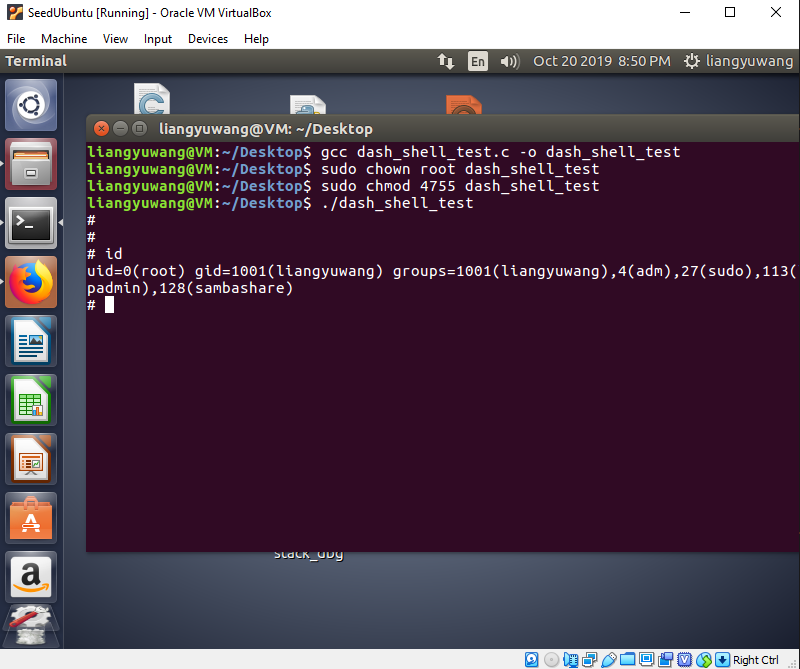 SeedUbuntu [Running] - Oracle VM VirtualBox
File Machine View Input Devices Help
Terminal En Oct 20 2019 8:50 PM liangyuwang
liangyuwang@VM: ~/Desktop
liangyuwang@VM:~/Desktop$ gcc dash_shell_test.c -o dash_shell_test
liangyuwang@VM:~/Desktop$ sudo chown root dash_shell_test
liangyuwang@VM:~/Desktop$ sudo chmod 4755 dash_shell_test
liangyuwang@VM:~/Desktop$ ./dash_shell_test
#
#
# id
uid=0(root) gid=1001(liangyuwang) groups=1001(liangyuwang),4(adm),27(sudo),113(
padmin),128(sambashare)
#
stack_dbg
Right Ctrl